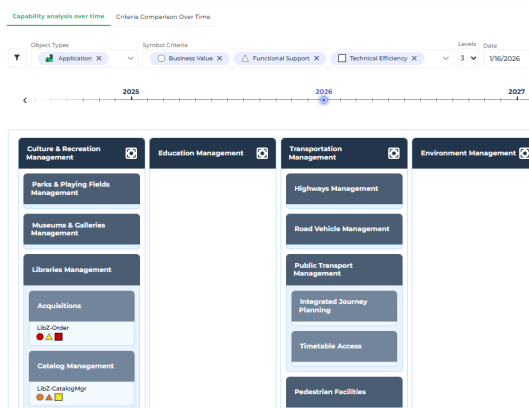 Capability analysis over time
Criteria Comparison Over Time
Object Types
Symbol Criteria
Levels
Date
Application X
Business Value X
Functional Support X
Technical Efficiency X
3
1/16/2026
2025
2026
2027
Culture & Recreation
Management
Education Management
Transportation
Management
Environment Management
Parks & Playing Fields
Management
Museums & Galleries
Management
Libraries Management
Acquisitions
LibZ-Order
Catalog Management
LibZ-CatalogMgr
Highways Management
Road Vehicle Management
Public Transport
Management
Integrated Journey
Planning
Timetable Access
Pedestrian Facilities